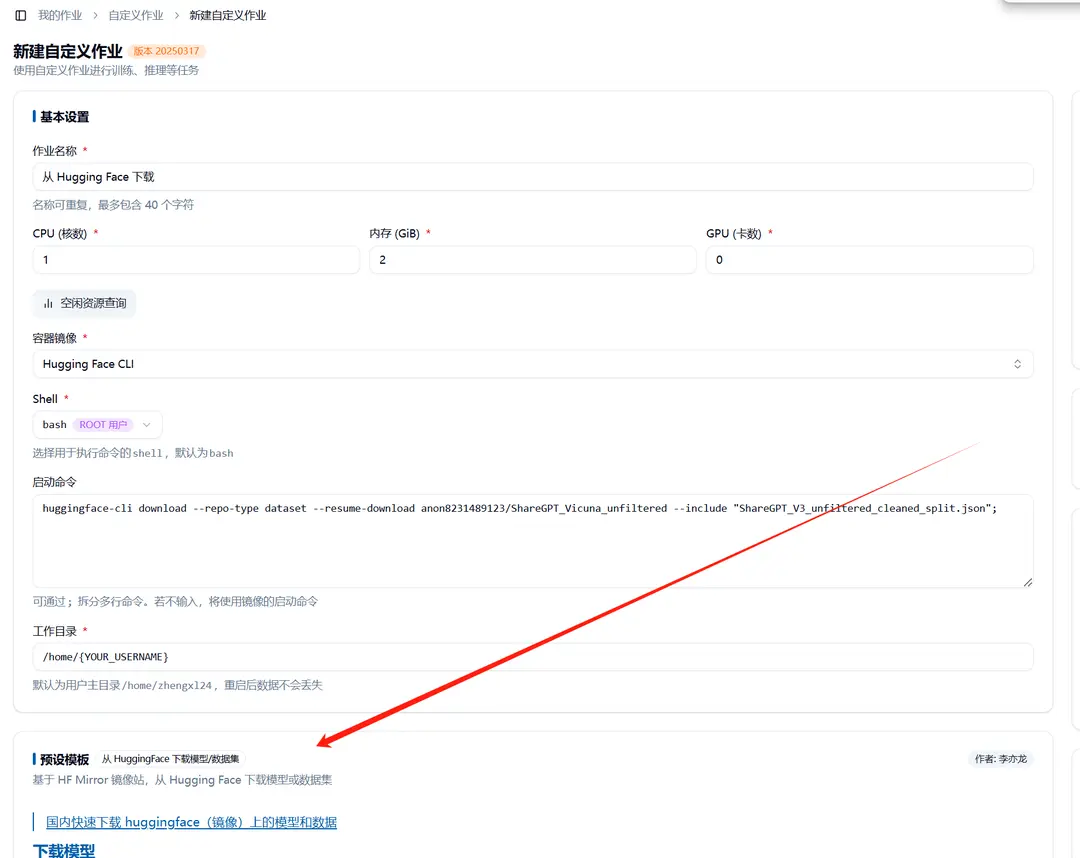 我的作业 > 自定义作业 > 新建自定义作业
新建自定义作业 版本 20250317
使用自定义作业进行训练、推理等任务
基本设置
作业名称 *
从 Hugging Face 下载
名称可重复，最多包含 40 个字符
CPU (核数) * 内存 (GiB) * GPU (卡数) *
1 2 0
空闲资源查询
容器镜像 *
Hugging Face CLI
Shell *
bash ROOT 用户
选择用于执行命令的 shell，默认为 bash
启动命令
huggingface-cli download --repo-type dataset --resume-download anon8231489123/ShareGPT_Vicuna_unfiltered --include "ShareGPT_V3_unfiltered_cleaned_split.json";
可通过；拆分多行命令。若不输入，将使用镜像的启动命令
工作目录 *
/home/{YOUR_USERNAME}
默认为用户主目录 /home/zhengxl24，重启后数据不会丢失
预设模板 从 HuggingFace 下载模型/数据集 作者: 李亦龙
基于 HF Mirror 镜像站，从 Hugging Face 下载模型或数据集
国内快速下载 huggingface（镜像）上的模型和数据
下载模型